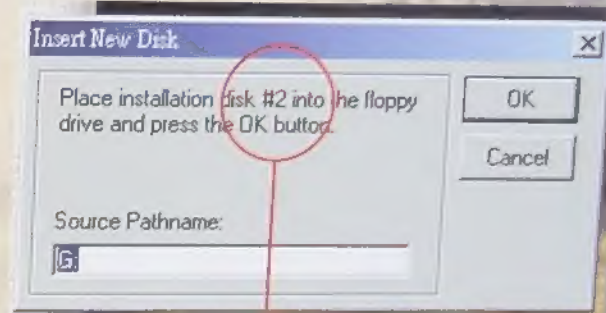 Insert New Disk
Place installation disk #2 into the floppy
drive and press the OK button.
OK
Cancel
Source Pathname:
G: